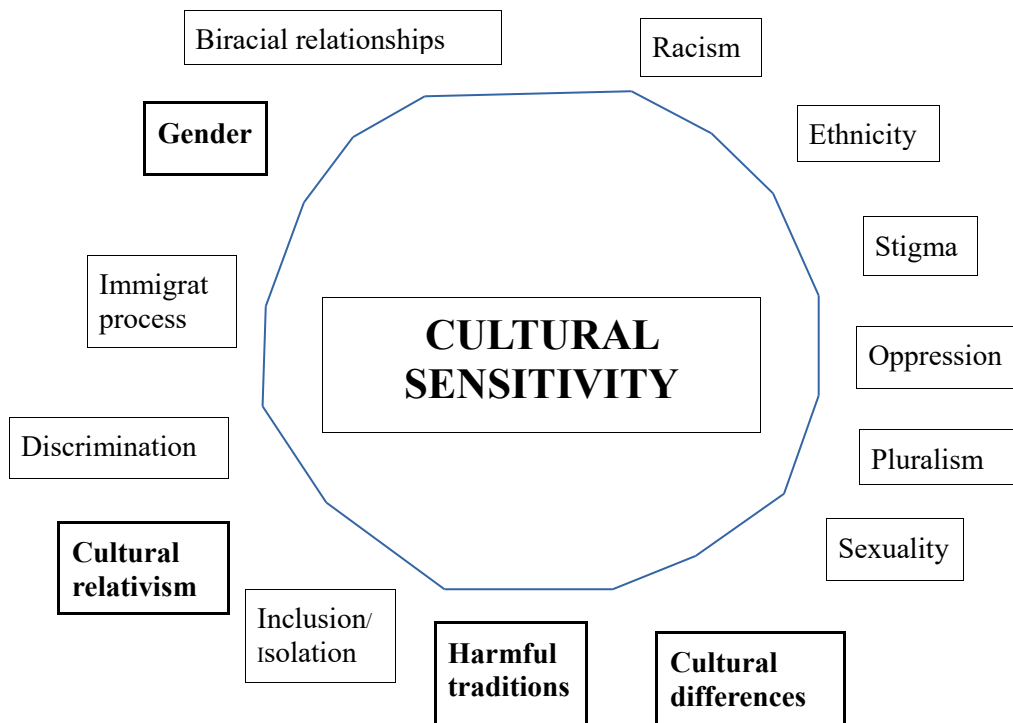 Biracial relationships
Racism
Gender
Ethnicity
Stigma
Immigrat
process
CULTURAL
SENSITIVITY
Oppression
Discrimination
Pluralism
Sexuality
Cultural
relativism
Inclusion/
Isolation
Harmful
traditions
Cultural
differences